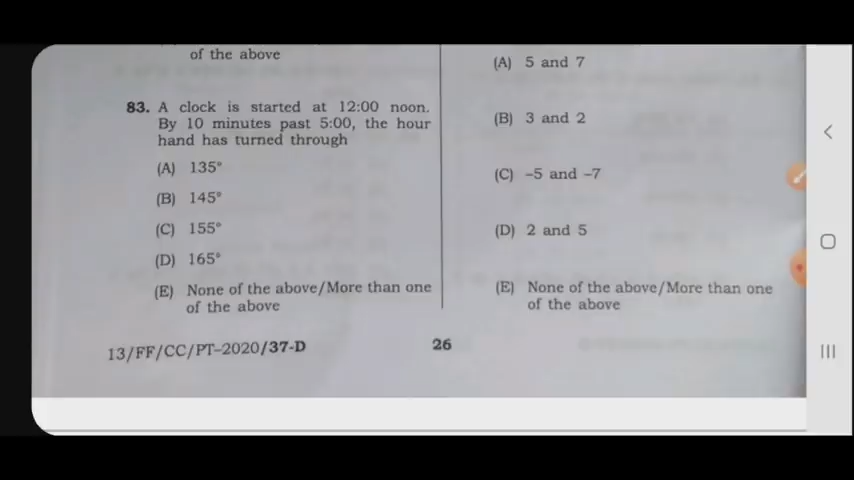 of the above
83. A clock is started at 12:00 noon.
By 10 minutes past 5:00, the hour
hand has turned through
(A) 135°
(B) 145°
(C) 155°
(D) 165°
(E) None of the above/More than one
of the above
(A) 5 and 7
(B) 3 and 2
(C) –5 and –7
(D) 2 and 5
(E) None of the above/More than one
of the above
13/FF/CC/PT–2020/37-D
26